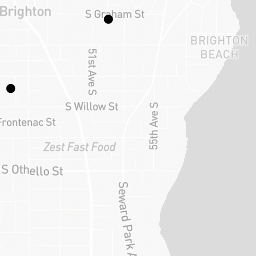 Brighton
S Graham St
BRIGHTON
BEACH
51st Ave S
S Willow St
55th Ave S
Frontenac St
Zest Fast Food
S Othello St
Seward Park A